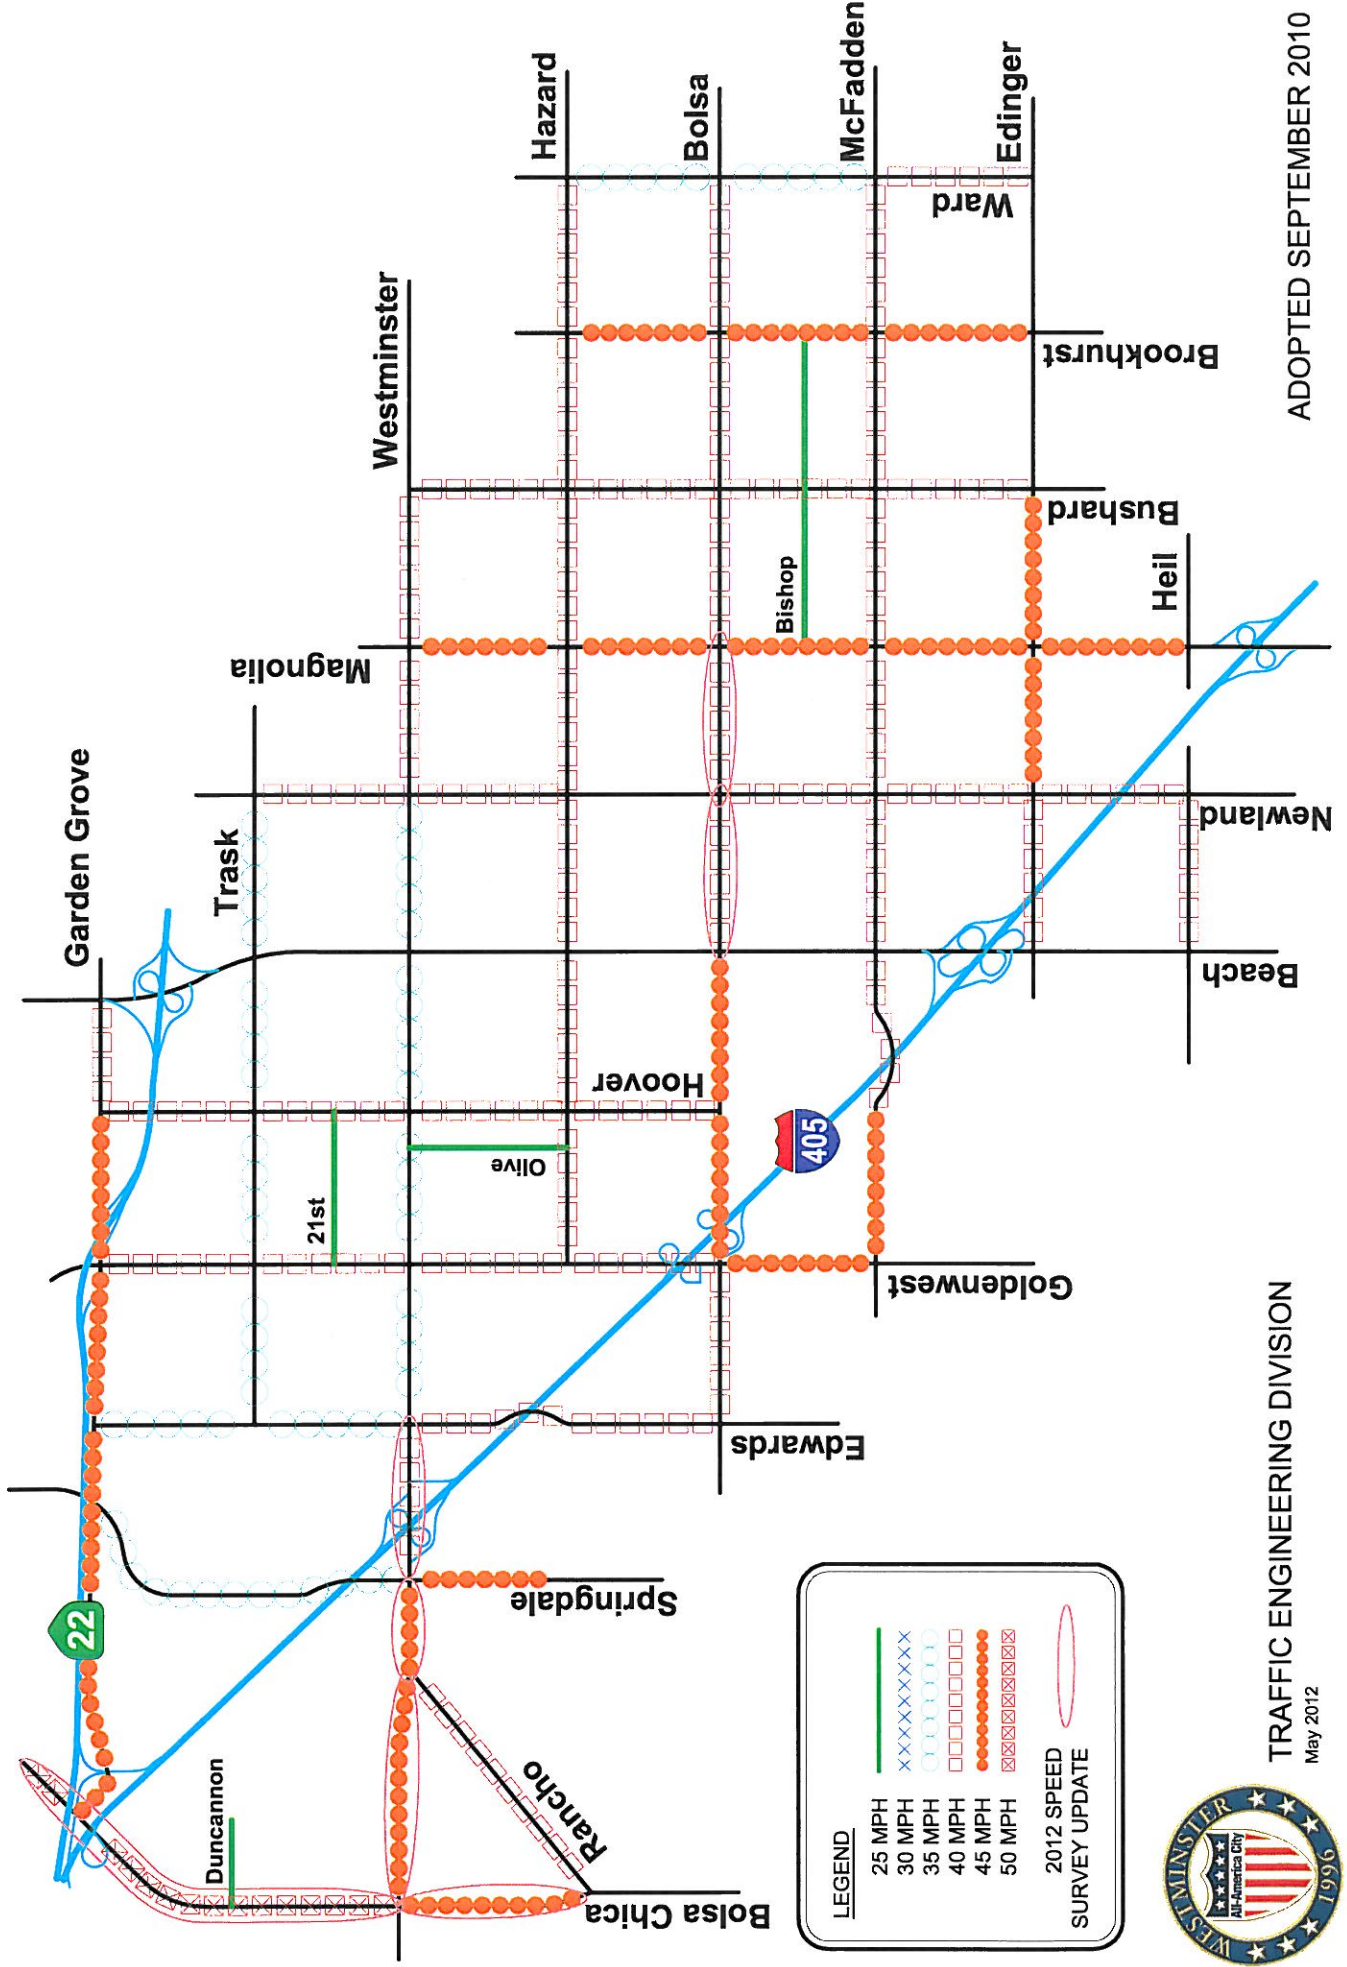 Garden Grove
Trask
Westminster
Hazard
Bolsa
McFadden
Edinger
Heil
Bolsa Chica
Rancho
Springdale
Edwards
Goldenwest
Hoover
Beach
Newland
Magnolia
Bushard
Brookhurst
Ward
Duncannon
21st
Olive
Bishop
22
405
LEGEND
25 MPH
30 MPH
35 MPH
40 MPH
45 MPH
50 MPH
2012 SPEED
SURVEY UPDATE
WESTMINSTER
All-America City
1996
TRAFFIC ENGINEERING DIVISION
May 2012
ADOPTED SEPTEMBER 2010